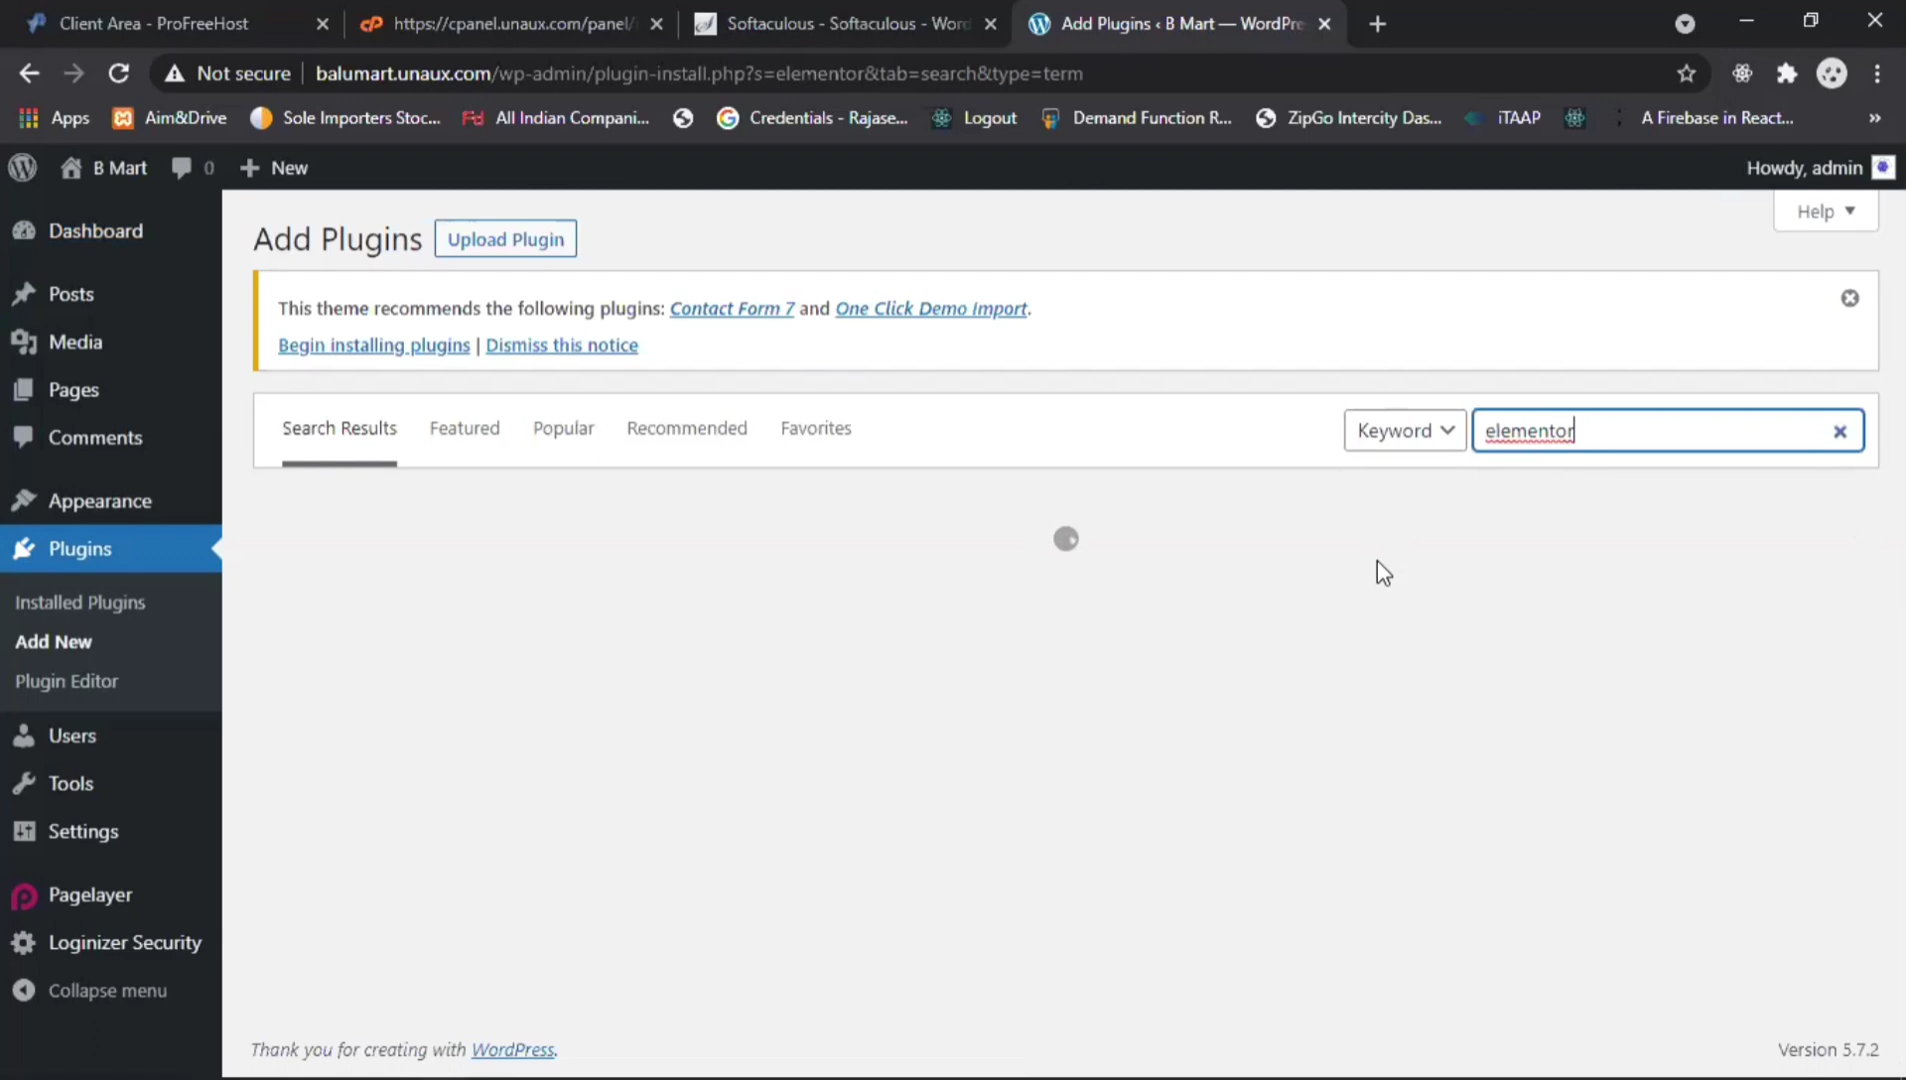 Client Area - ProFreeHost
https://cpanel.unaux.com/panel/
Softaculous - Softaculous - Wor
Add Plugins ‹ B Mart — WordPre
Not secure
balumart.unaux.com/wp-admin/plugin-install.php?s=elementor&tab=search&type=term
Apps
Aim&Drive
Sole Importers Stoc...
All Indian Compani...
Credentials - Rajase...
Logout
Demand Function R...
ZipGo Intercity Das...
iTAAP
A Firebase in React...
»
B Mart
0
New
Howdy, admin
Dashboard
Posts
Media
Pages
Comments
Appearance
Plugins
Installed Plugins
Add New
Plugin Editor
Users
Tools
Settings
Pagelayer
Loginizer Security
Collapse menu
Help
Add Plugins
Upload Plugin
This theme recommends the following plugins: Contact Form 7 and One Click Demo Import.
Begin installing plugins | Dismiss this notice
Search Results
Featured
Popular
Recommended
Favorites
Keyword
elementor
Thank you for creating with WordPress.
Version 5.7.2